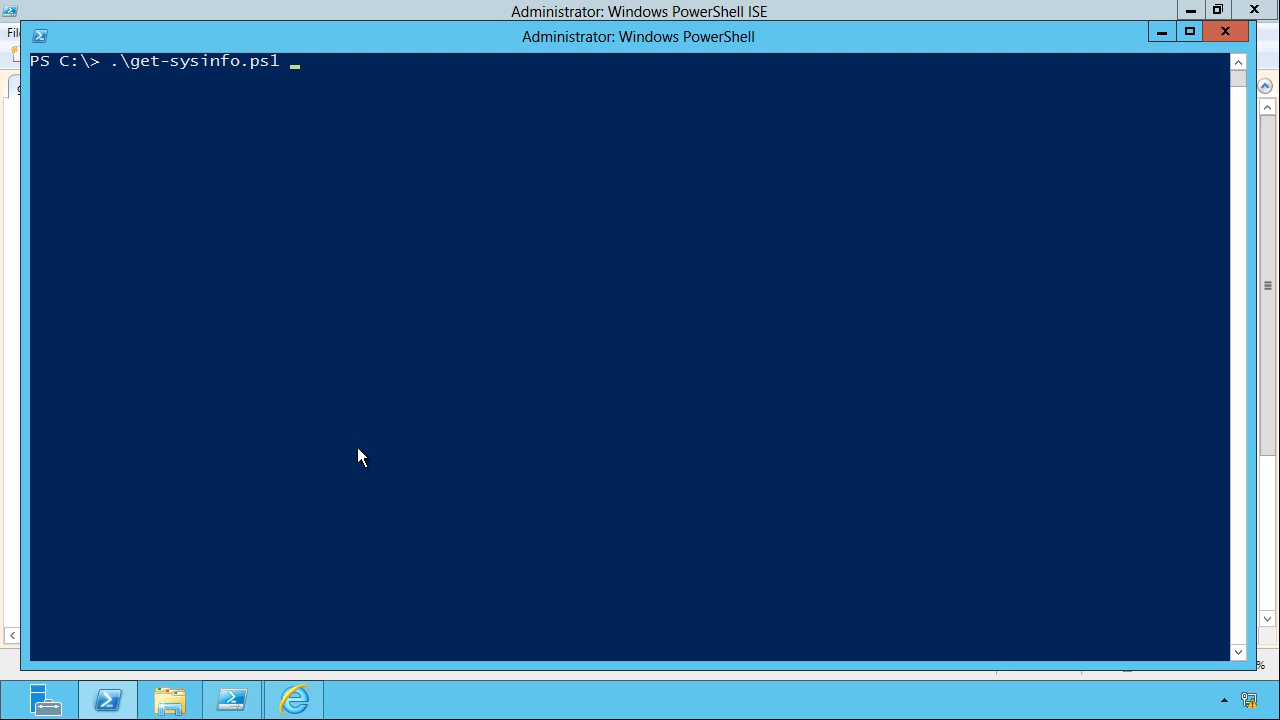 Administrator: Windows PowerShell ISE
Administrator: Windows PowerShell
PS C:\> .\get-sysinfo.ps1
%